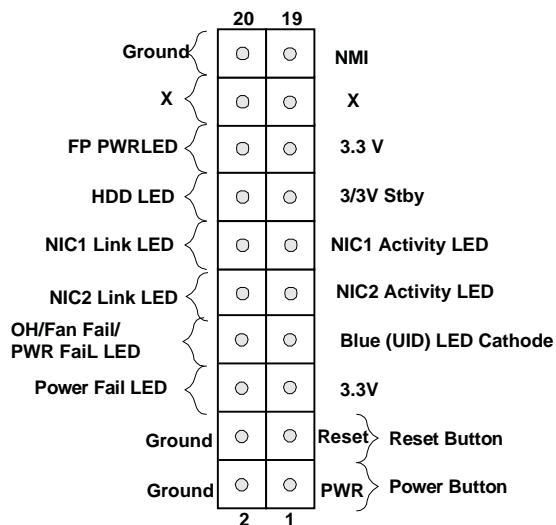 20 19
Ground NMI
X X
FP PWRLED 3.3 V
HDD LED 3/3V Stby
NIC1 Link LED NIC1 Activity LED
NIC2 Link LED NIC2 Activity LED
OH/Fan Fail/
PWR FaiL LED Blue (UID) LED Cathode
Power Fail LED 3.3V
Ground Reset Reset Button
Ground PWR Power Button
2 1